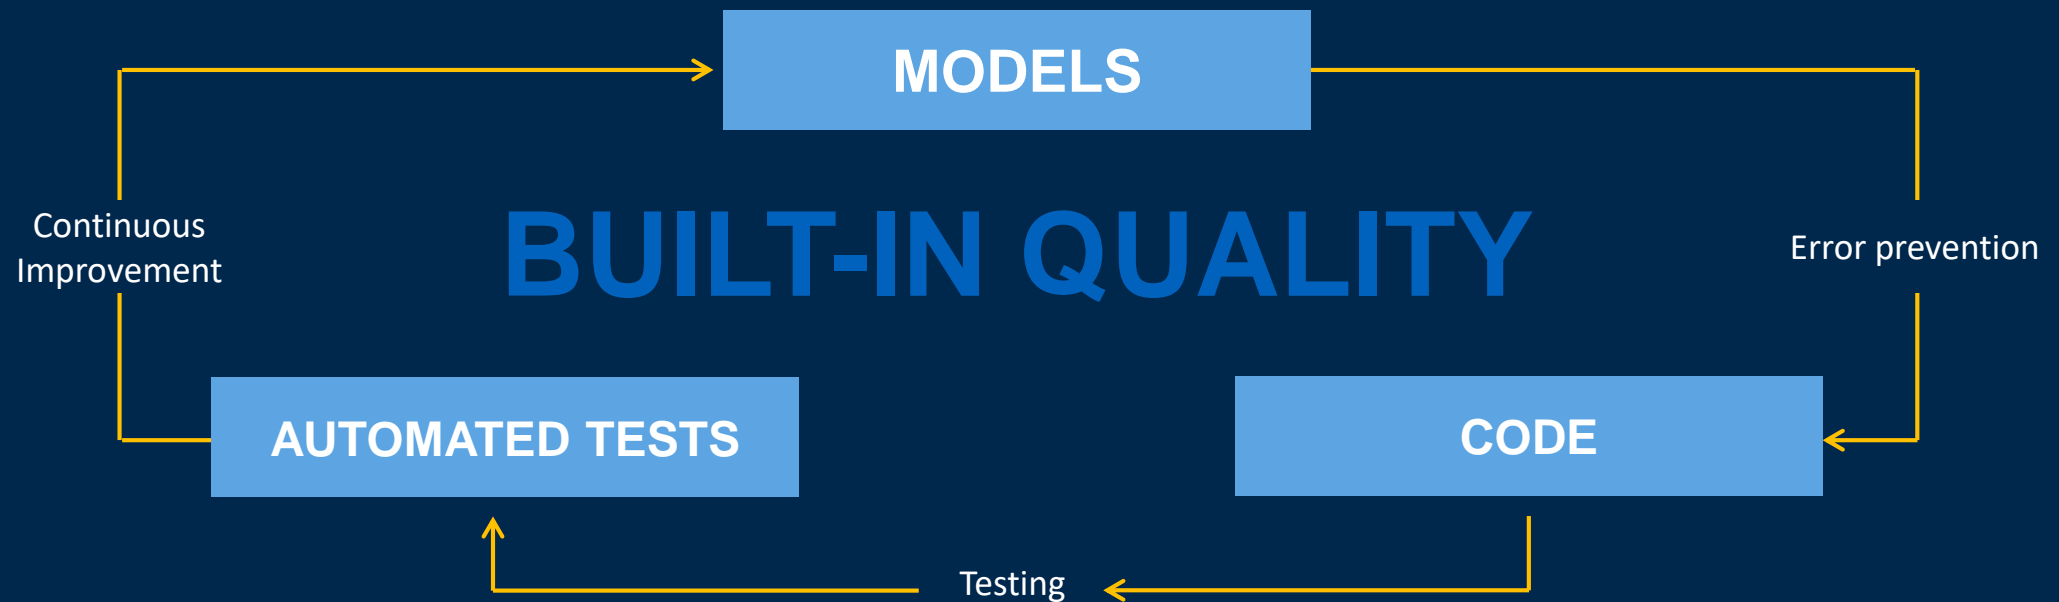 MODELS
Continuous
Improvement
BUILT-IN QUALITY
Error prevention
AUTOMATED TESTS
CODE
Testing